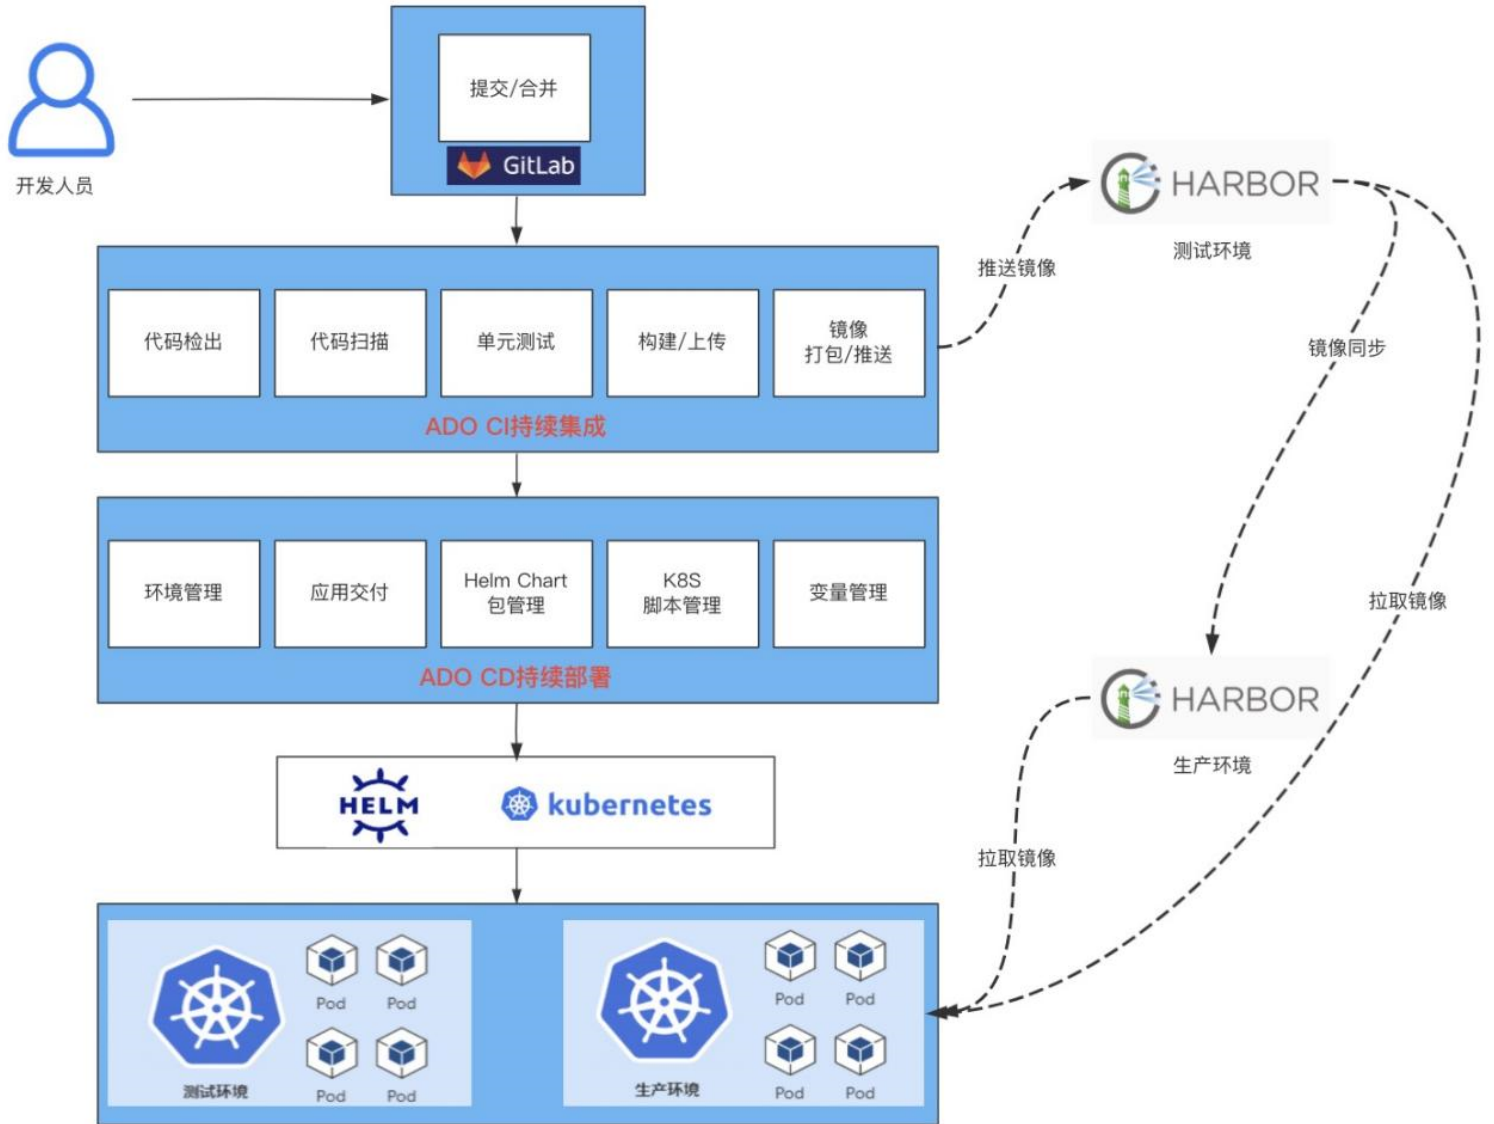 提交/合并
GitLab
开发人员
HARBOR
测试环境
推送镜像
代码检出
代码扫描
单元测试
构建/上传
镜像
打包/推送
镜像同步
ADO CI持续集成
环境管理
应用交付
Helm Chart
包管理
K8S
脚本管理
变量管理
拉取镜像
ADO CD持续部署
HARBOR
生产环境
HELM
kubernetes
拉取镜像
Pod
Pod
Pod
Pod
测试环境
Pod
Pod
Pod
Pod
生产环境